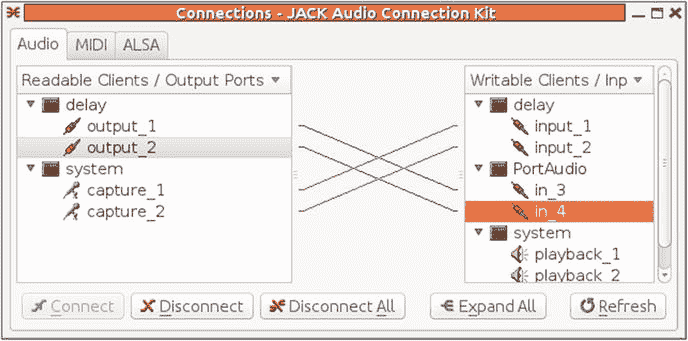 Connections - JACK Audio Connection Kit
Audio MIDI ALSA
Readable Clients / Output Ports
delay
output_1
output_2
system
capture_1
capture_2
Writable Clients / Inp
delay
input_1
input_2
PortAudio
in_3
in_4
system
playback_1
playback_2
Connect Disconnect Disconnect All Expand All Refresh